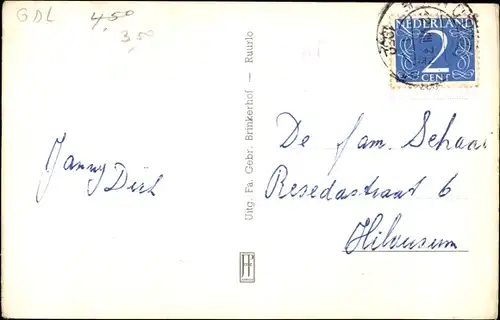 GDL
4,50
3,50
NEDERLAND
2
CENT
Janny Dirk
Uitg. Fa. Gebr. Brinkerhof — Ruurlo
De fam. Schaa
Resedastraat 6
Hilversum